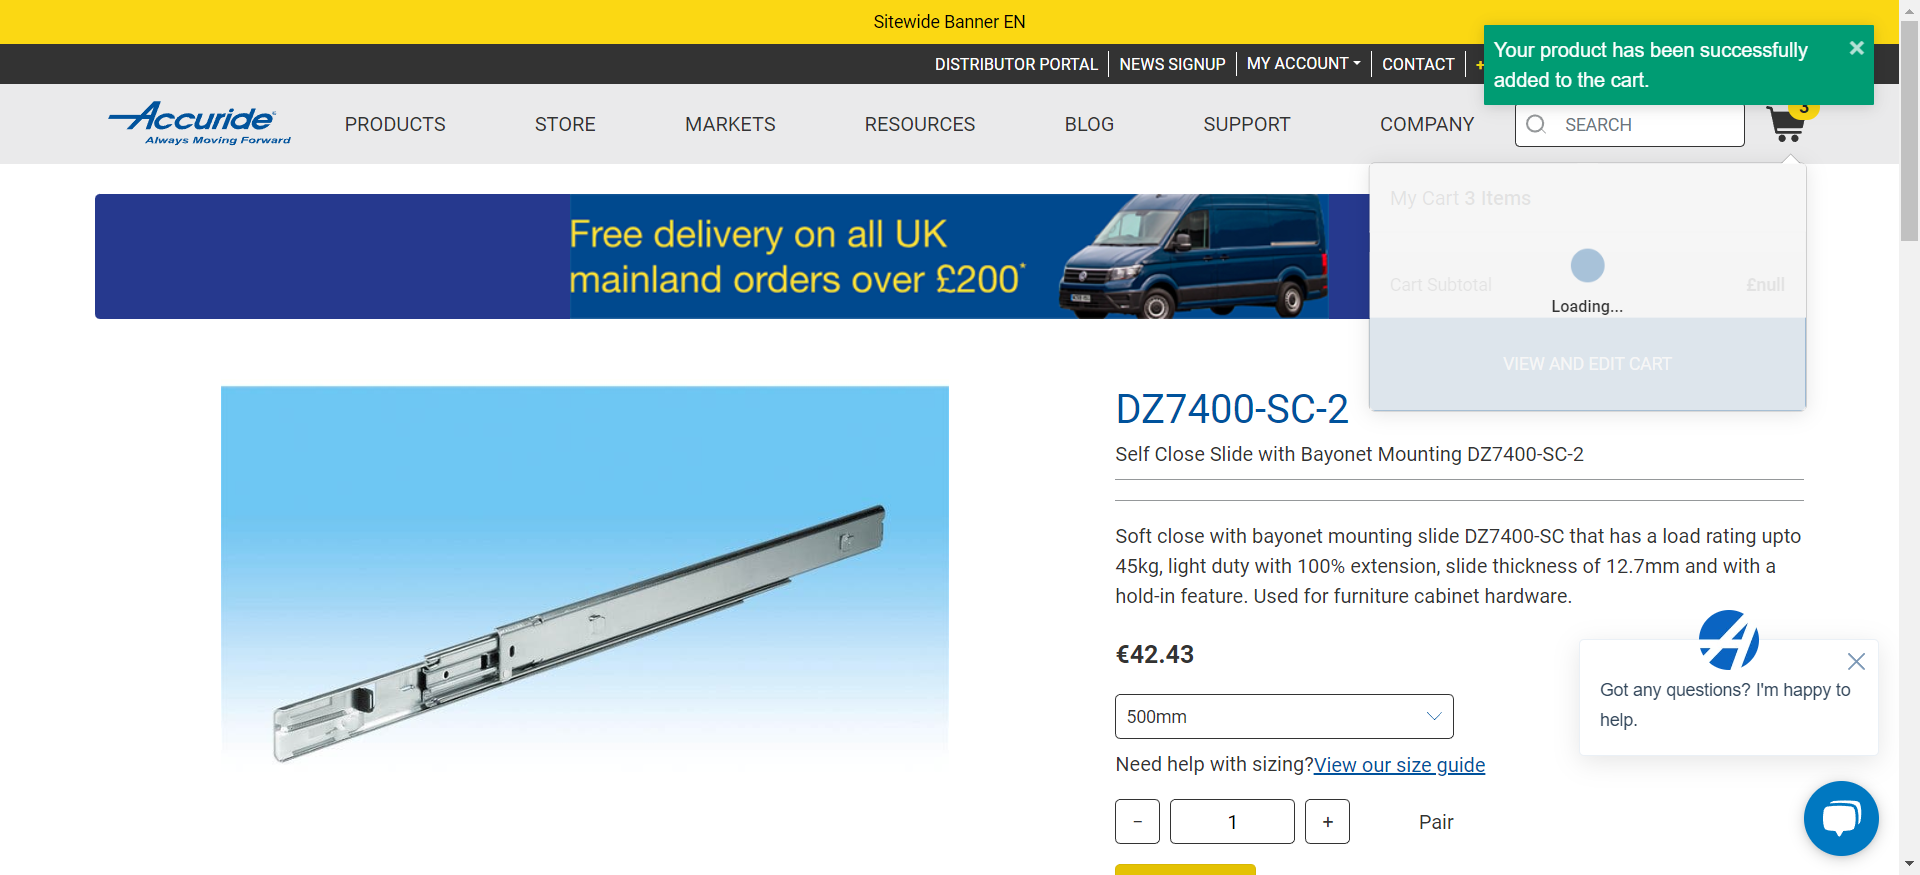 Sitewide Banner EN
DISTRIBUTOR PORTAL
NEWS SIGNUP
MY ACCOUNT
CONTACT
+
Your product has been successfully
added to the cart.
Accuride
Always Moving Forward
PRODUCTS
STORE
MARKETS
RESOURCES
BLOG
SUPPORT
COMPANY
SEARCH
3
My Cart 3 Items
Cart Subtotal
£null
Loading...
VIEW AND EDIT CART
Free delivery on all UK
mainland orders over £200*
DZ7400-SC-2
Self Close Slide with Bayonet Mounting DZ7400-SC-2
Soft close with bayonet mounting slide DZ7400-SC that has a load rating upto
45kg, light duty with 100% extension, slide thickness of 12.7mm and with a
hold-in feature. Used for furniture cabinet hardware.
€42.43
500mm
Need help with sizing?View our size guide
- 1 + Pair
Got any questions? I'm happy to
help.